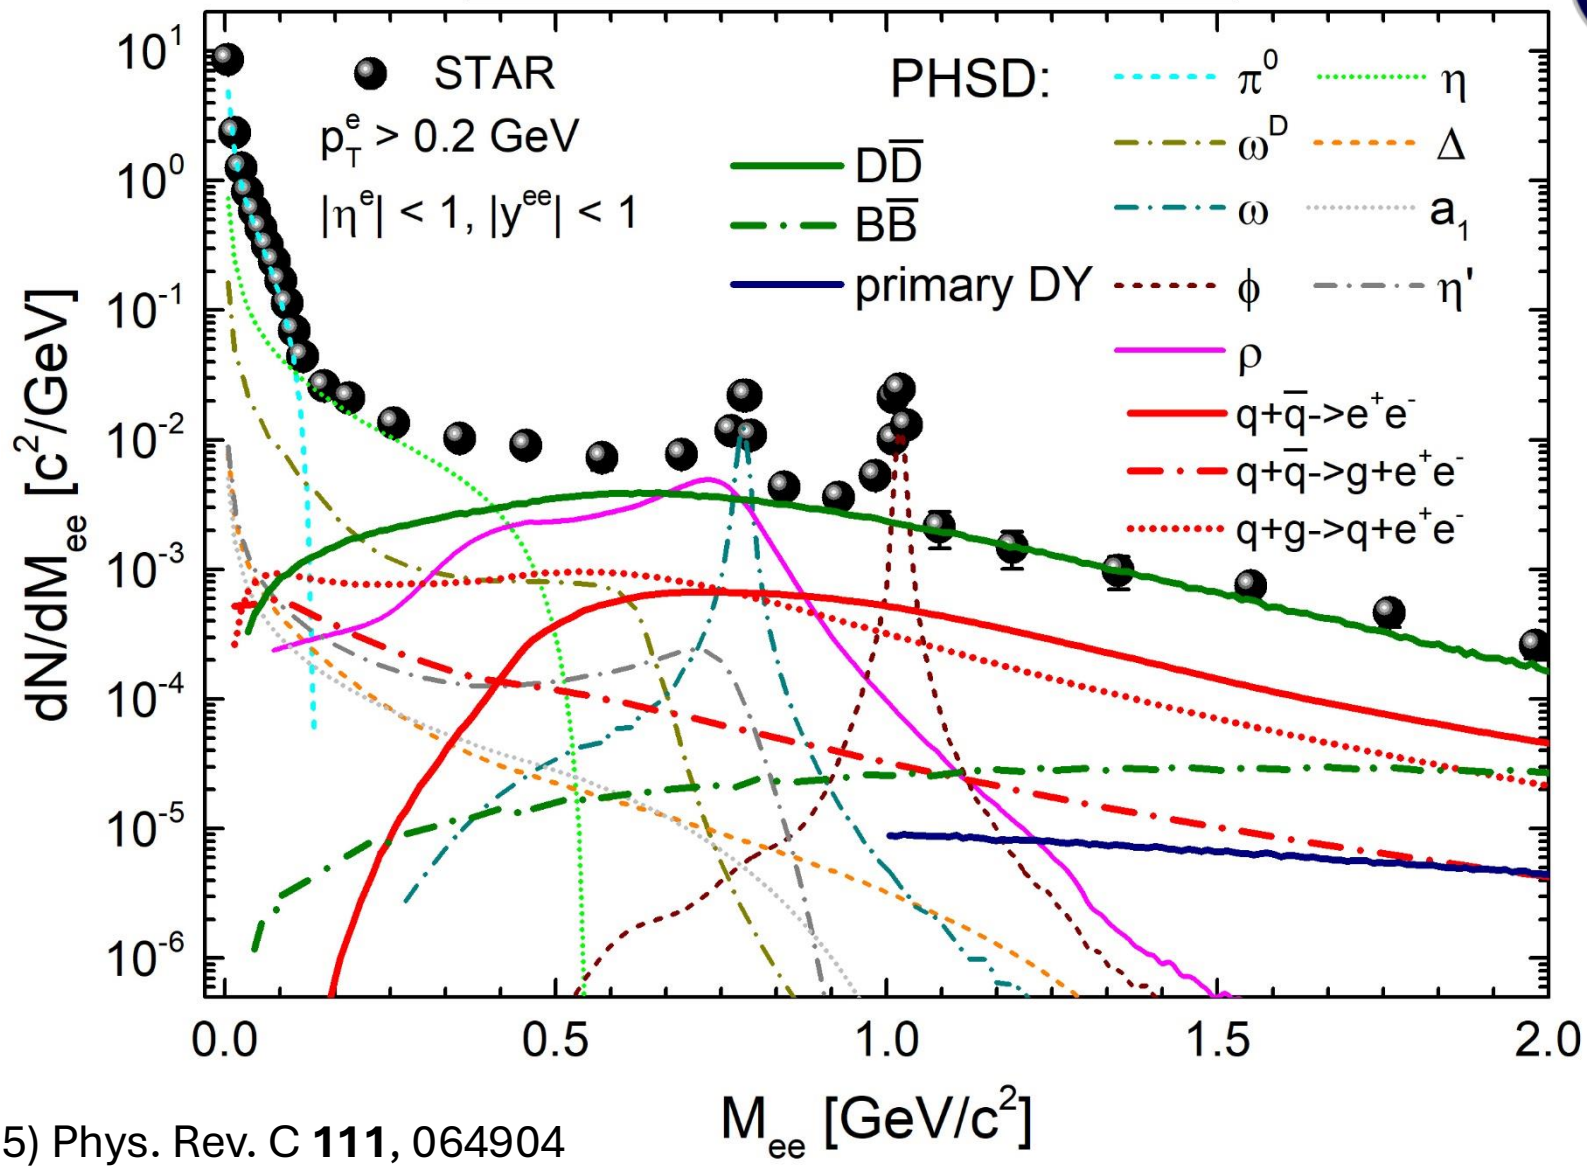 STAR
p_T^e > 0.2 GeV
|η^e| < 1, |y^ee| < 1
PHSD:
DD̅
BB̅
primary DY
π^0
η
ω^D
Δ
ω
a_1
ϕ
η'
ρ
q+q̅->e^+e^-
q+q̅->g+e^+e^-
q+g->q+e^+e^-
dN/dM_ee [c^2/GeV]
10^1
10^0
10^-1
10^-2
10^-3
10^-4
10^-5
10^-6
0.0 0.5 1.0 1.5 2.0
M_ee [GeV/c^2]
5) Phys. Rev. C 111, 064904